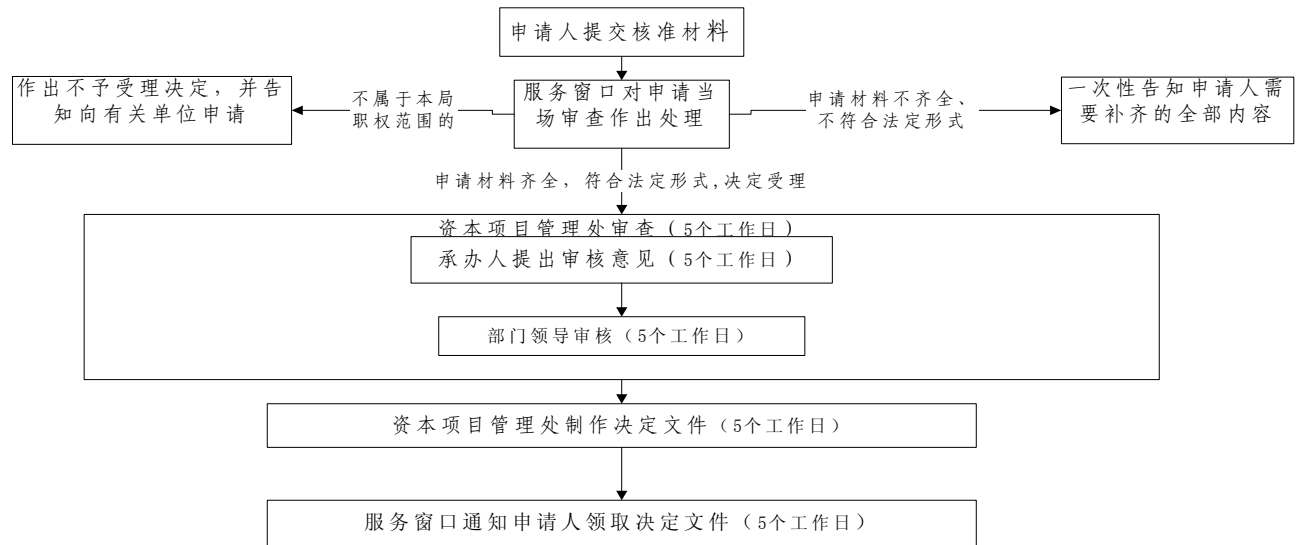 申请人提交核准材料
作出不予受理决定，并告
知向有关单位申请
不属于本局
职权范围的
服务窗口对申请当
场审查作出处理
申请材料不齐全、
不符合法定形式
一次性告知申请人需
要补齐的全部内容
申请材料齐全，符合法定形式,决定受理
资本项目管理处审查（5个工作日）
承办人提出审核意见（5个工作日）
部门领导审核（5个工作日）
资本项目管理处制作决定文件（5个工作日）
服务窗口通知申请人领取决定文件（5个工作日）